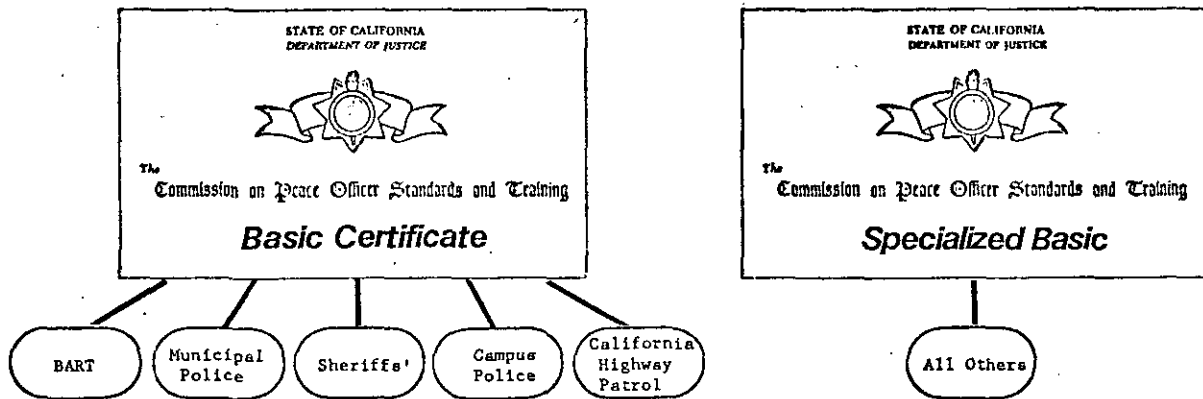 STATE OF CALIFORNIA
DEPARTMENT OF JUSTICE
The
Commission on Peace Officer Standards and Training
Basic Certificate
STATE OF CALIFORNIA
DEPARTMENT OF JUSTICE
The
Commission on Peace Officer Standards and Training
Specialized Basic
BART
Municipal
Police
Sheriffs'
Campus
Police
California
Highway
Patrol
All Others